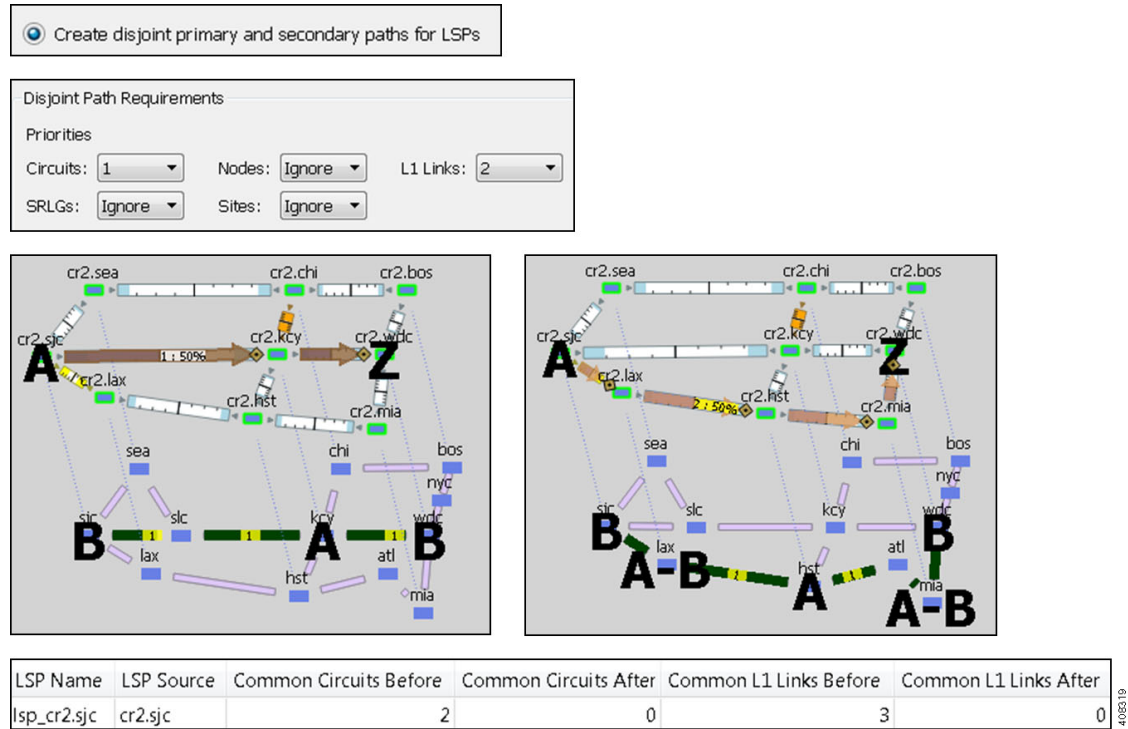 Create disjoint primary and secondary paths for LSPs
Disjoint Path Requirements
Priorities
Circuits: 1 Nodes: Ignore L1 Links: 2
SRLGs: Ignore Sites: Ignore
cr2.sea cr2.chi cr2.bos
cr2.sjc cr2.kcy cr2.wdc
A 1 : 50% Z
cr2.lax
cr2.hst
cr2.mia
sea chi bos
nyc
sjc slc kcy wdc
B 1 1 A 1 B
lax atl
hst
mia
cr2.sea cr2.chi cr2.bos
cr2.sjc cr2.kcy cr2.wdc
A Z
cr2.lax
2 : 50% cr2.hst
cr2.mia
sea chi bos
nyc
sjc slc kcy wdc
B B
lax atl
A-B 1 hst 1
A mia
A-B
LSP Name LSP Source Common Circuits Before Common Circuits After Common L1 Links Before Common L1 Links After
lsp_cr2.sjc cr2.sjc 2 0 3 0
408319